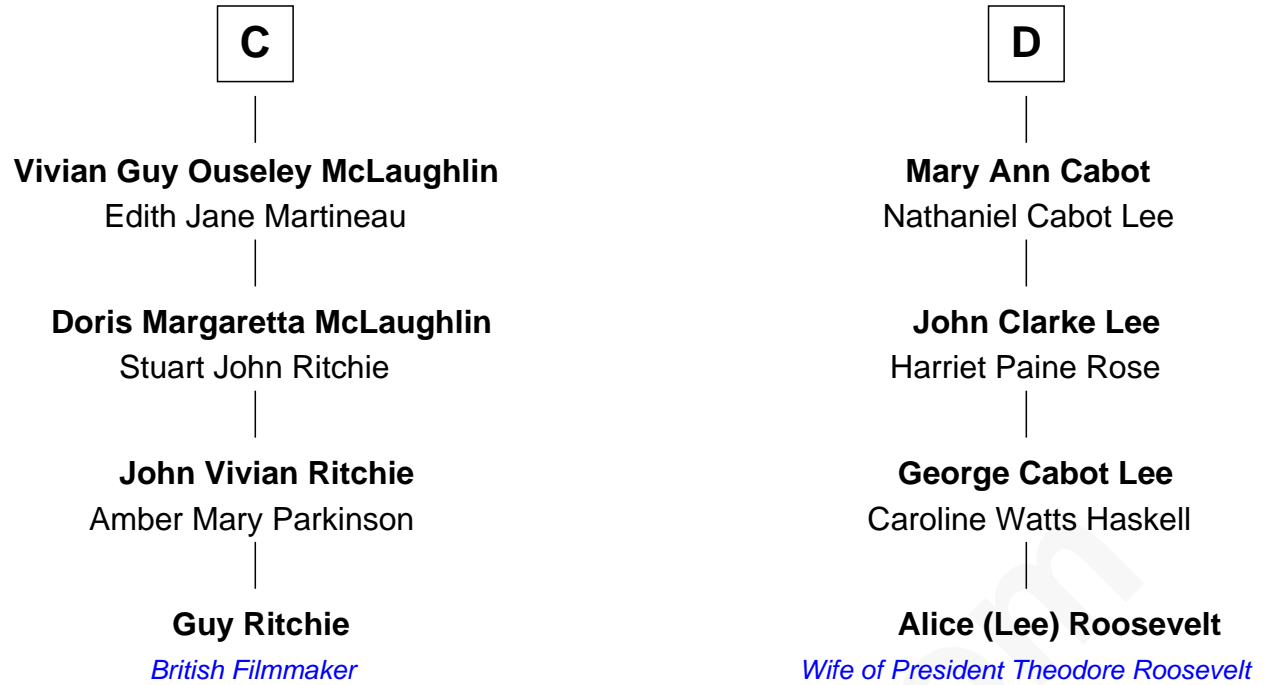 C
Vivian Guy Ouseley McLaughlin
Edith Jane Martineau
Doris Margaretta McLaughlin
Stuart John Ritchie
John Vivian Ritchie
Amber Mary Parkinson
Guy Ritchie
British Filmmaker
D
Mary Ann Cabot
Nathaniel Cabot Lee
John Clarke Lee
Harriet Paine Rose
George Cabot Lee
Caroline Watts Haskell
Alice (Lee) Roosevelt
Wife of President Theodore Roosevelt